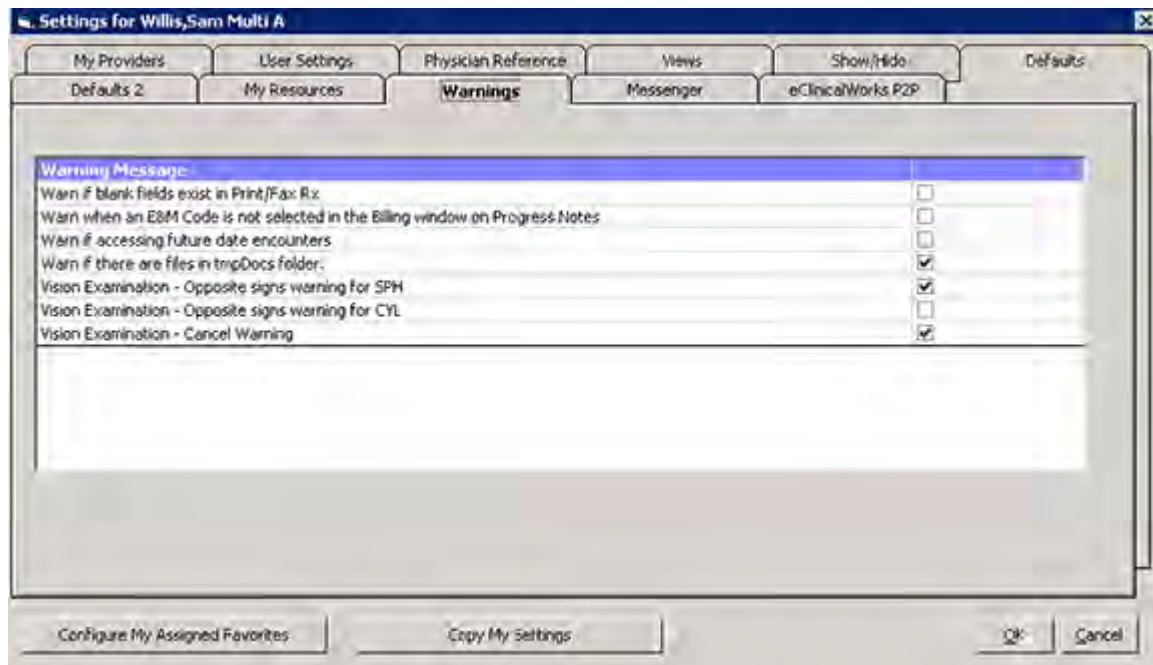 Settings for Willis,Sam Multi A
My Providers User Settings Physician Reference Views Show/Hide Defaults
Defaults 2 My Resources Warnings Messenger eClinicalWorks P2P
Warning Message
Warn if blank fields exist in Print/Fax Rx
Warn when an E&M Code is not selected in the Billing window on Progress Notes
Warn if accessing future date encounters
Warn if there are files in tmpDocs folder.
Vision Examination - Opposite signs warning for SPH
Vision Examination - Opposite signs warning for CYL
Vision Examination - Cancel Warning
Configure My Assigned Favorites Copy My Settings OK Cancel